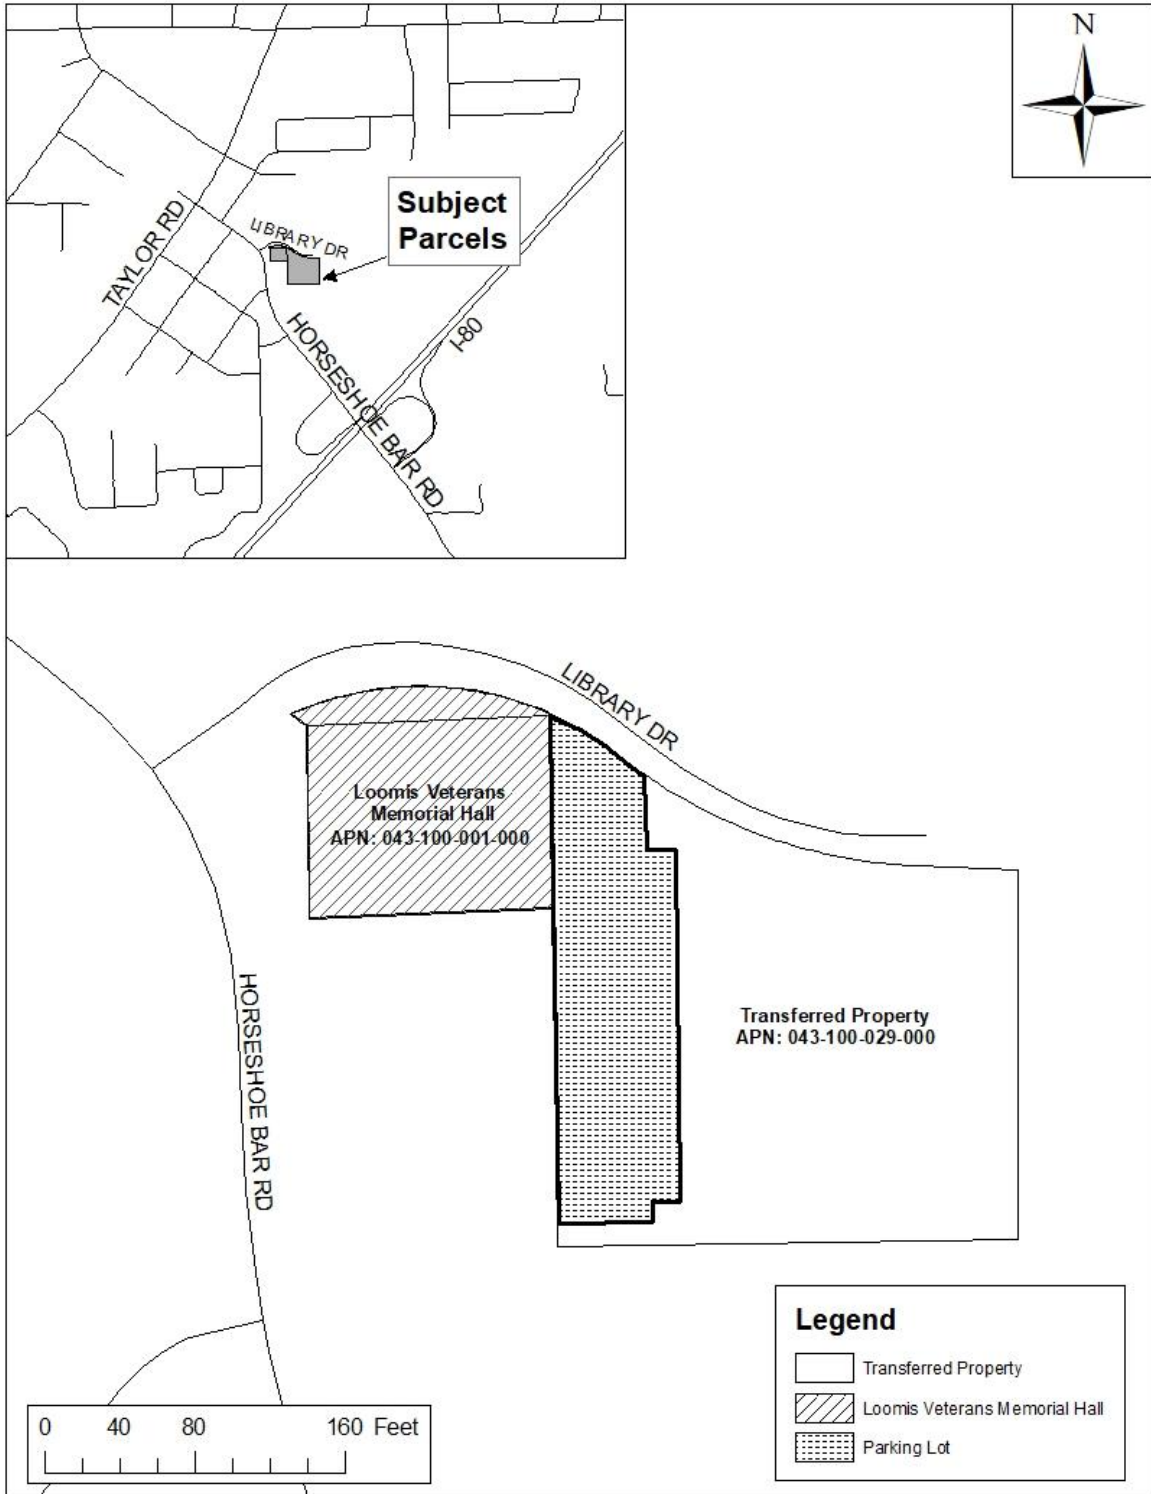 N
Subject
Parcels
LIBRARY DR
TAYLOR RD
I-80
HORSESHOE BAR RD
LIBRARY DR
Loomis Veterans
Memorial Hall
APN: 043-100-001-000
Transferred Property
APN: 043-100-029-000
HORSESHOE BAR RD
Legend
Transferred Property
Loomis Veterans Memorial Hall
Parking Lot
0 40 80 160 Feet